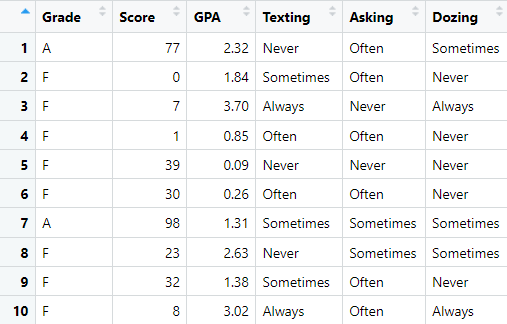 Grade Score GPA Texting Asking Dozing
1 A 77 2.32 Never Often Sometimes
2 F 0 1.84 Sometimes Often Never
3 F 7 3.70 Always Never Always
4 F 1 0.85 Often Often Never
5 F 39 0.09 Never Never Never
6 F 30 0.26 Often Often Never
7 A 98 1.31 Sometimes Sometimes Sometimes
8 F 23 2.63 Never Sometimes Sometimes
9 F 32 1.38 Sometimes Often Never
10 F 8 3.02 Always Often Always